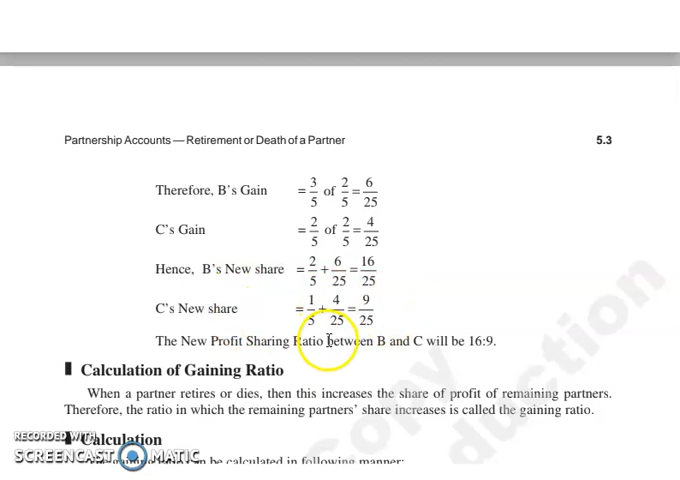 Partnership Accounts — Retirement or Death of a Partner 5.3
Therefore, B's Gain = 3/5 of 2/5 = 6/25
C's Gain = 2/5 of 2/5 = 4/25
Hence, B's New share = 2/5 + 6/25 = 16/25
C's New share = 1/5 + 4/25 = 9/25
The New Profit Sharing Ratio between B and C will be 16:9.
Calculation of Gaining Ratio
When a partner retires or dies, then this increases the share of profit of remaining partners.
Therefore, the ratio in which the remaining partners' share increases is called the gaining ratio.
Calculation
be calculated in following manner:
RECORDED WITH
SCREENCAST MATIC
Copy
duction